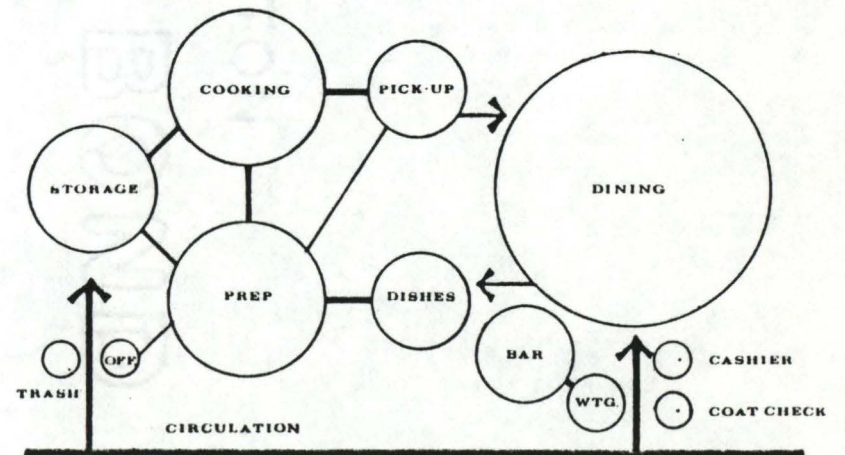 COOKING
PICK-UP
STORAGE
DINING
PREP
DISHES
BAR
OFF.
CASHIER
TRASH
WTG.
COAT CHECK
CIRCULATION